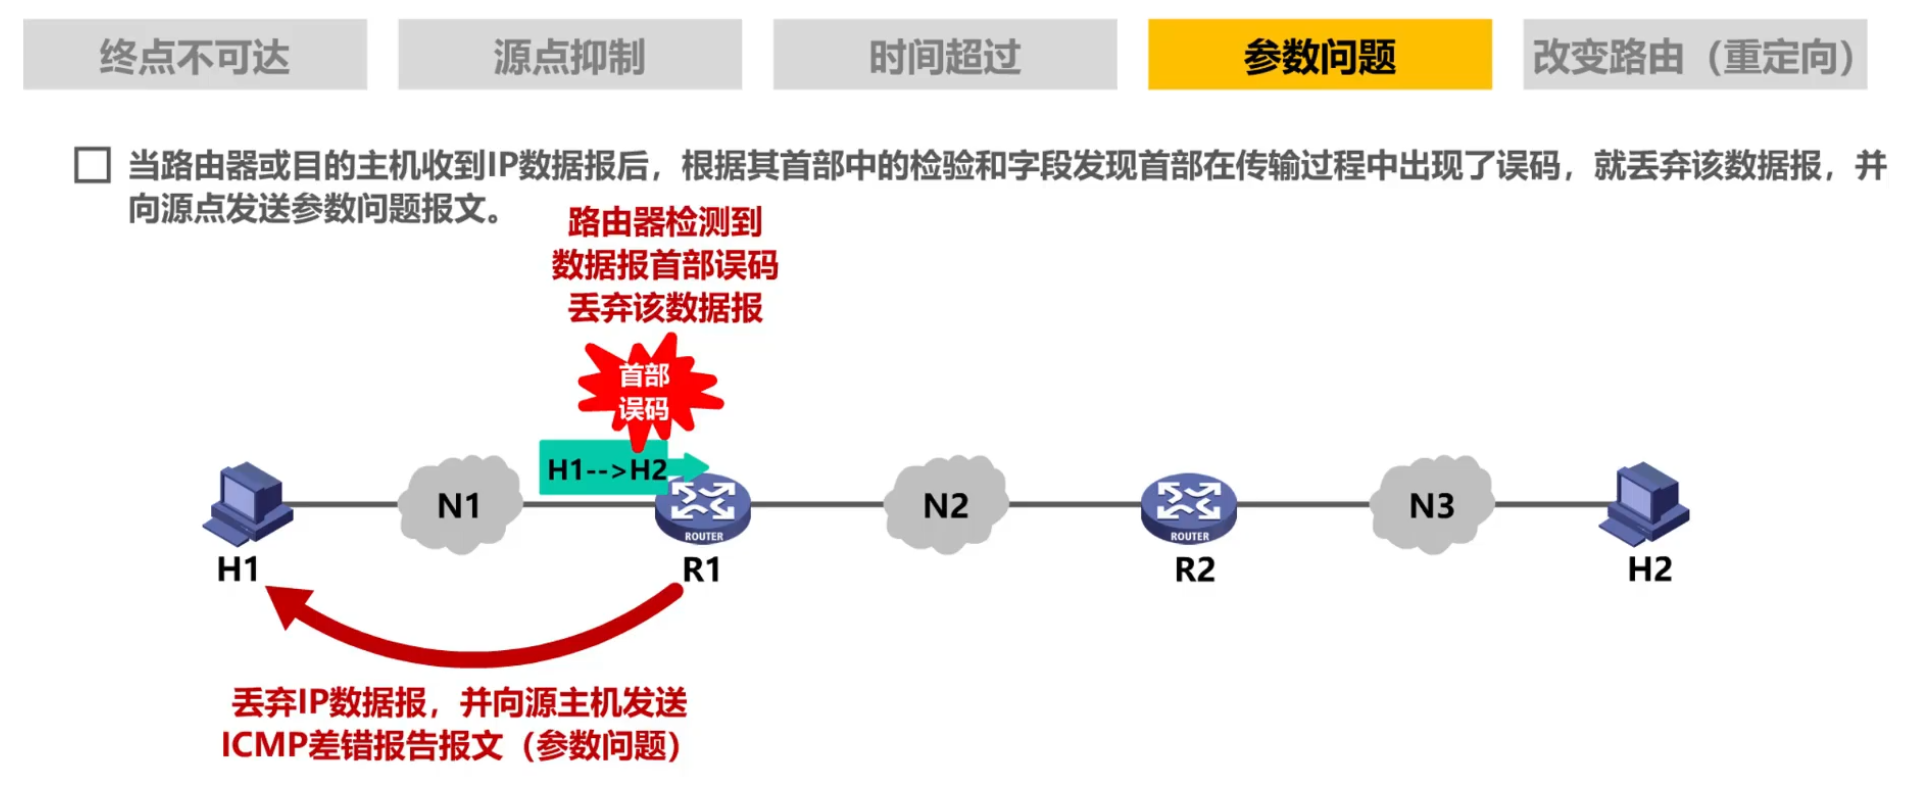 终点不可达
源点抑制
时间超过
参数问题
改变路由（重定向）
当路由器或目的主机收到IP数据报后，根据其首部中的检验和字段发现首部在传输过程中出现了误码，就丢弃该数据报，并
向源点发送参数问题报文。
路由器检测到
数据报首部误码
丢弃该数据报
首部
误码
H1-->H2
N1
N2
N3
ROUTER
ROUTER
H1
R1
R2
H2
丢弃IP数据报，并向源主机发送
ICMP差错报告报文（参数问题）